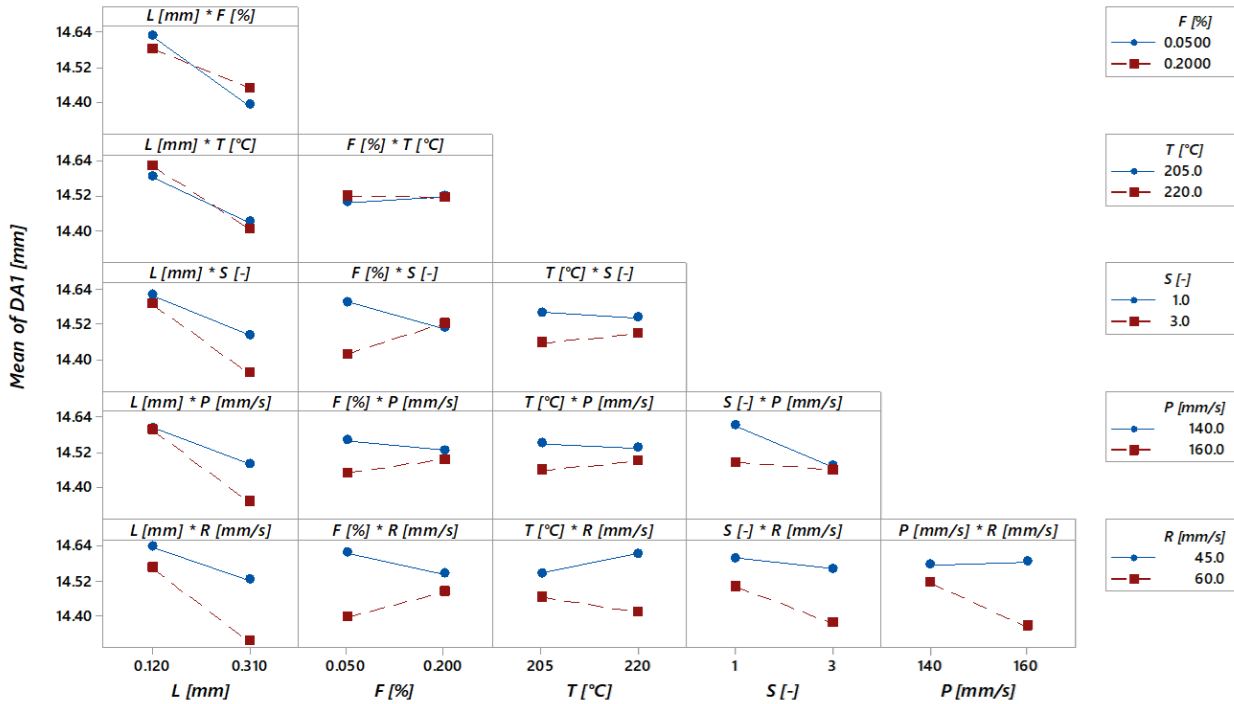 L [mm] * F [%]
F [%]
14.64
0.0500
0.2000
14.52
14.40
L [mm] * T [°C]
F [%] * T [°C]
T [°C]
14.64
205.0
220.0
14.52
14.40
Mean of DA1 [mm]
L [mm] * S [-]
F [%] * S [-]
T [°C] * S [-]
S [-]
14.64
1.0
3.0
14.52
14.40
L [mm] * P [mm/s]
F [%] * P [mm/s]
T [°C] * P [mm/s]
S [-] * P [mm/s]
P [mm/s]
14.64
140.0
160.0
14.52
14.40
L [mm] * R [mm/s]
F [%] * R [mm/s]
T [°C] * R [mm/s]
S [-] * R [mm/s]
P [mm/s] * R [mm/s]
R [mm/s]
14.64
45.0
60.0
14.52
14.40
0.120 0.310 0.050 0.200 205 220 1 3 140 160
L [mm] F [%] T [°C] S [-] P [mm/s]